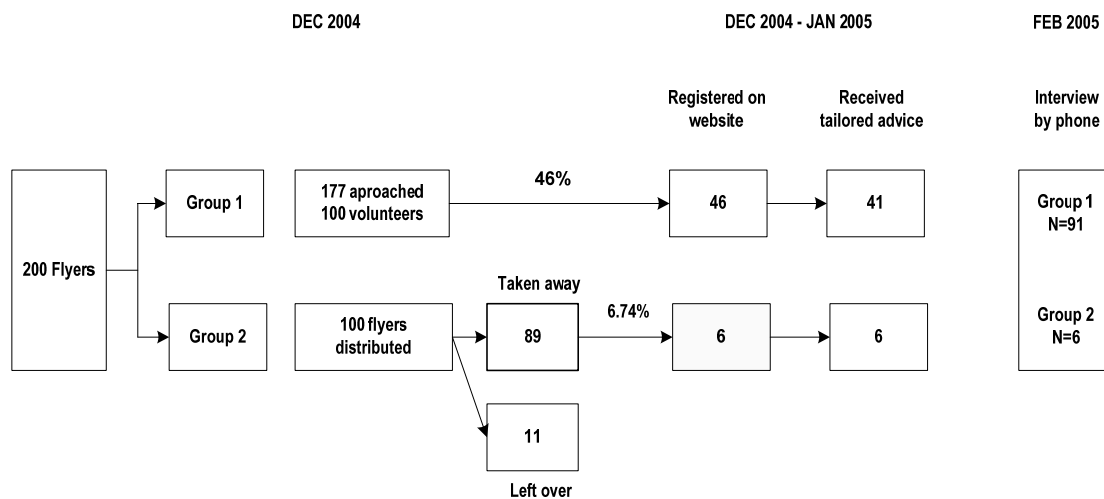 DEC 2004
DEC 2004 - JAN 2005
FEB 2005
Registered on
website
Received
tailored advice
Interview
by phone
200 Flyers
Group 1
177 aproached
100 volunteers
46%
46
41
Group 1
N=91
Group 2
100 flyers
distributed
Taken away
89
6.74%
6
6
Group 2
N=6
11
Left over